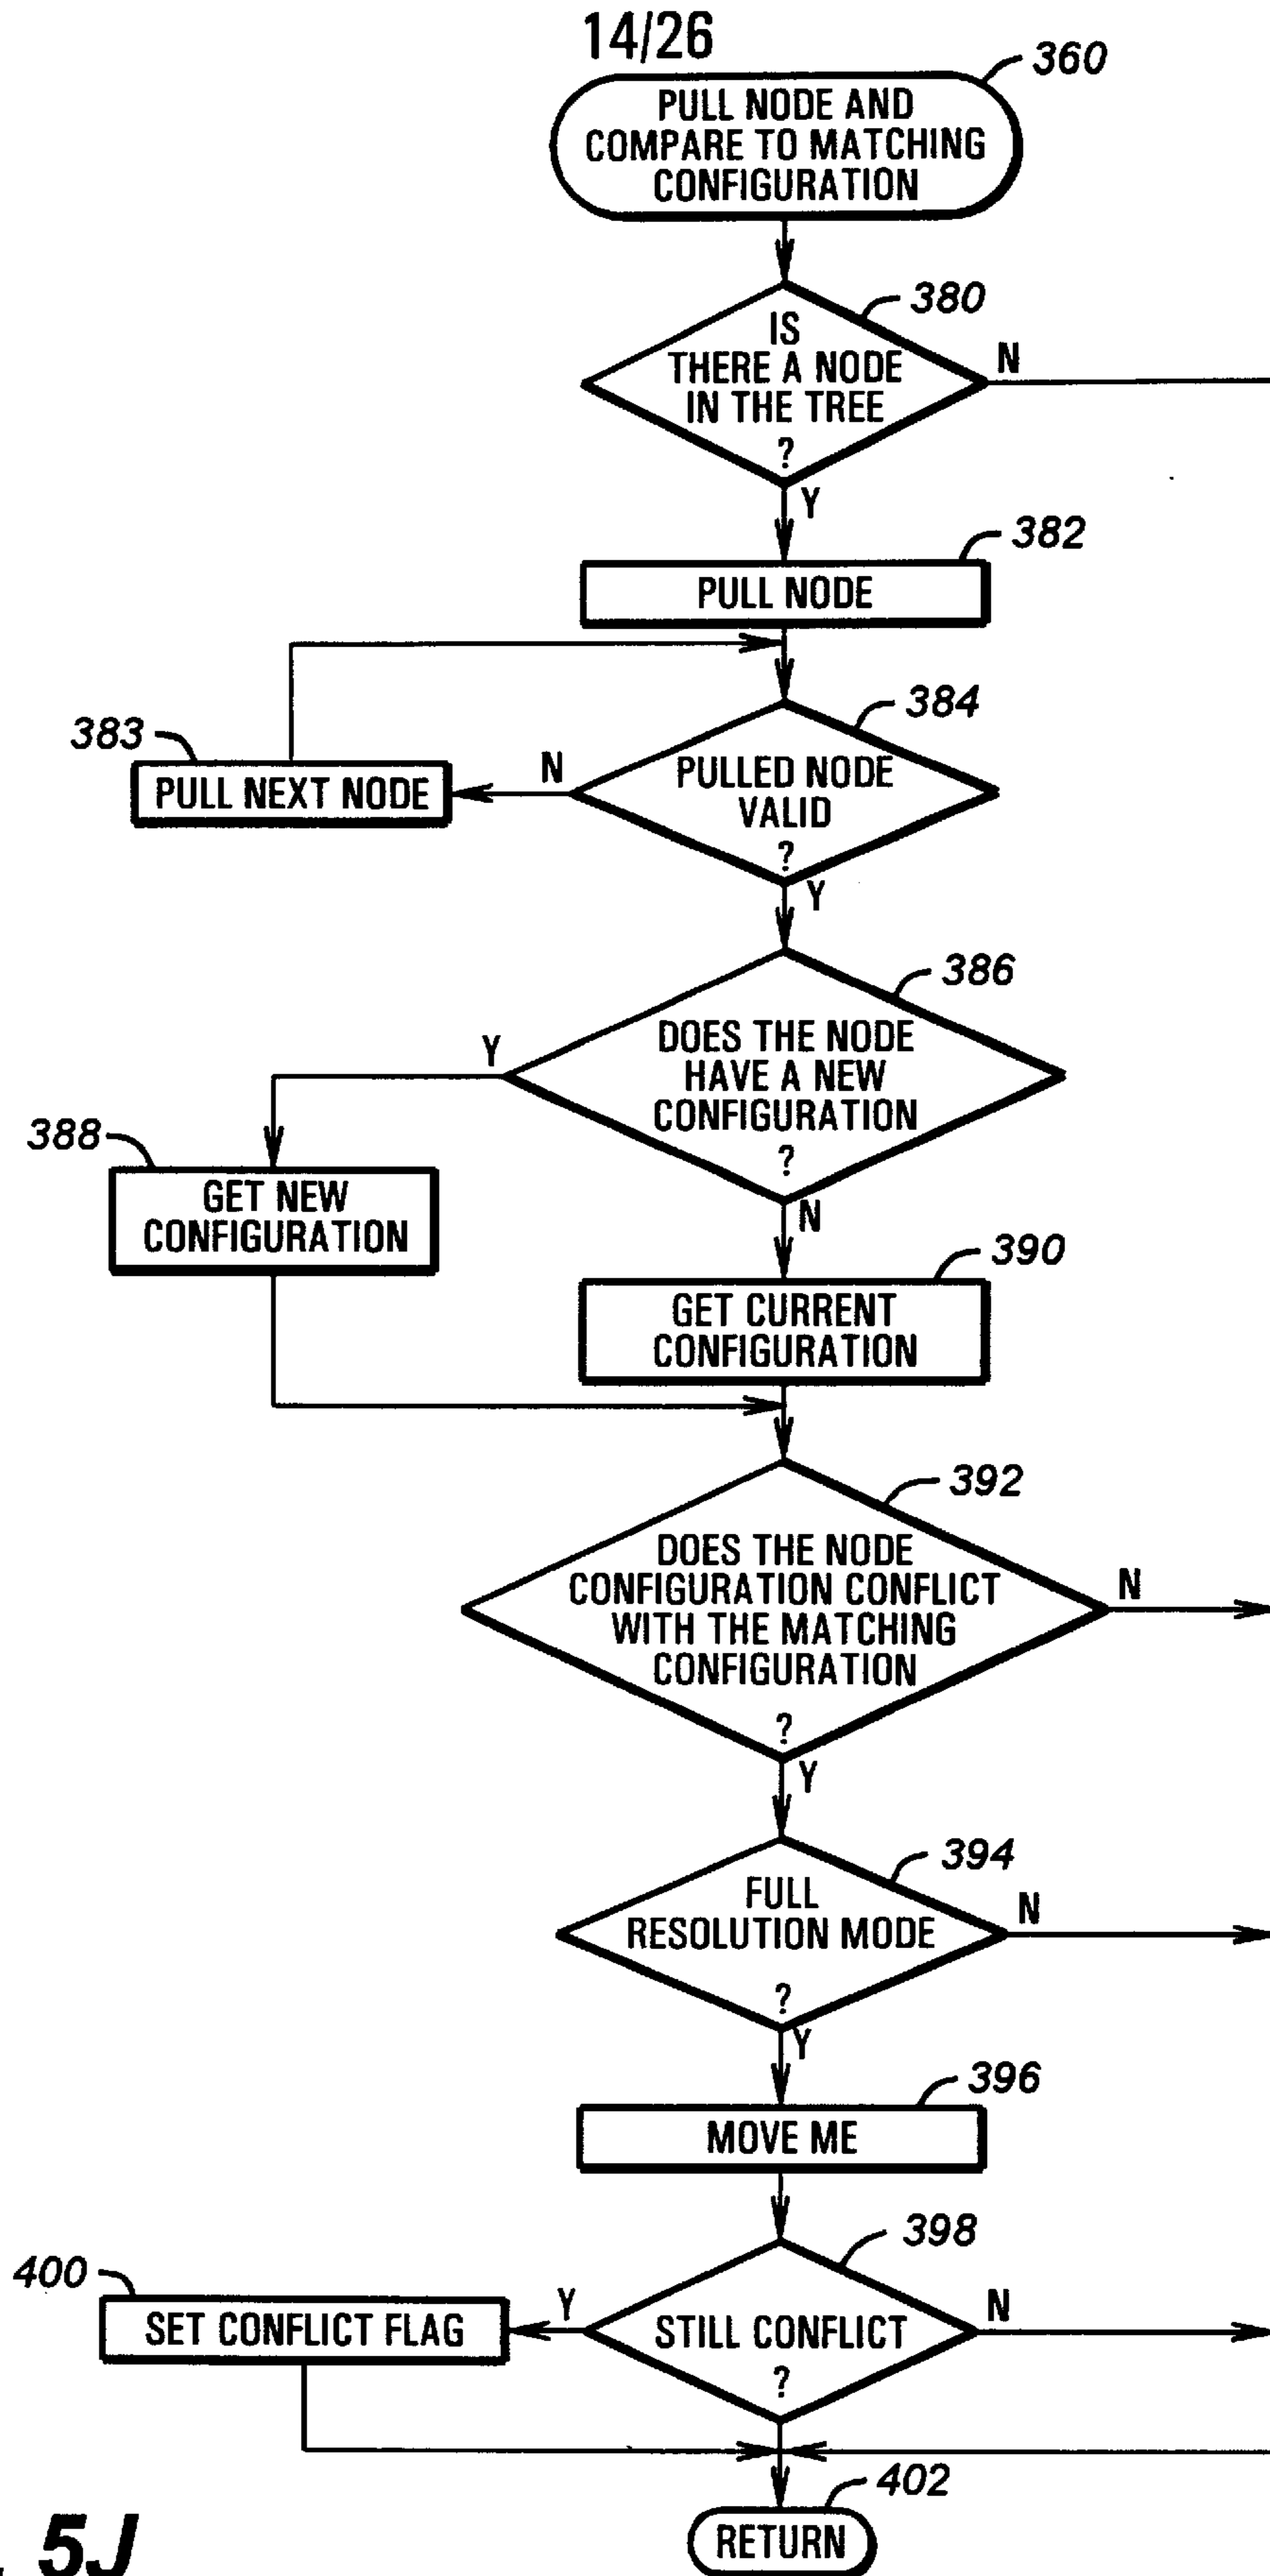 14/26
360
PULL NODE AND
COMPARE TO MATCHING
CONFIGURATION
380
IS
THERE A NODE
IN THE TREE
?
N
Y
382
PULL NODE
384
383
PULLED NODE
VALID
?
N
PULL NEXT NODE
Y
386
DOES THE NODE
HAVE A NEW
CONFIGURATION
?
Y
388
GET NEW
CONFIGURATION
N
390
GET CURRENT
CONFIGURATION
392
DOES THE NODE
CONFIGURATION CONFLICT
WITH THE MATCHING
CONFIGURATION
?
N
Y
394
FULL
RESOLUTION MODE
?
N
Y
396
MOVE ME
398
400
SET CONFLICT FLAG
Y
STILL CONFLICT
?
N
402
RETURN
. 5J